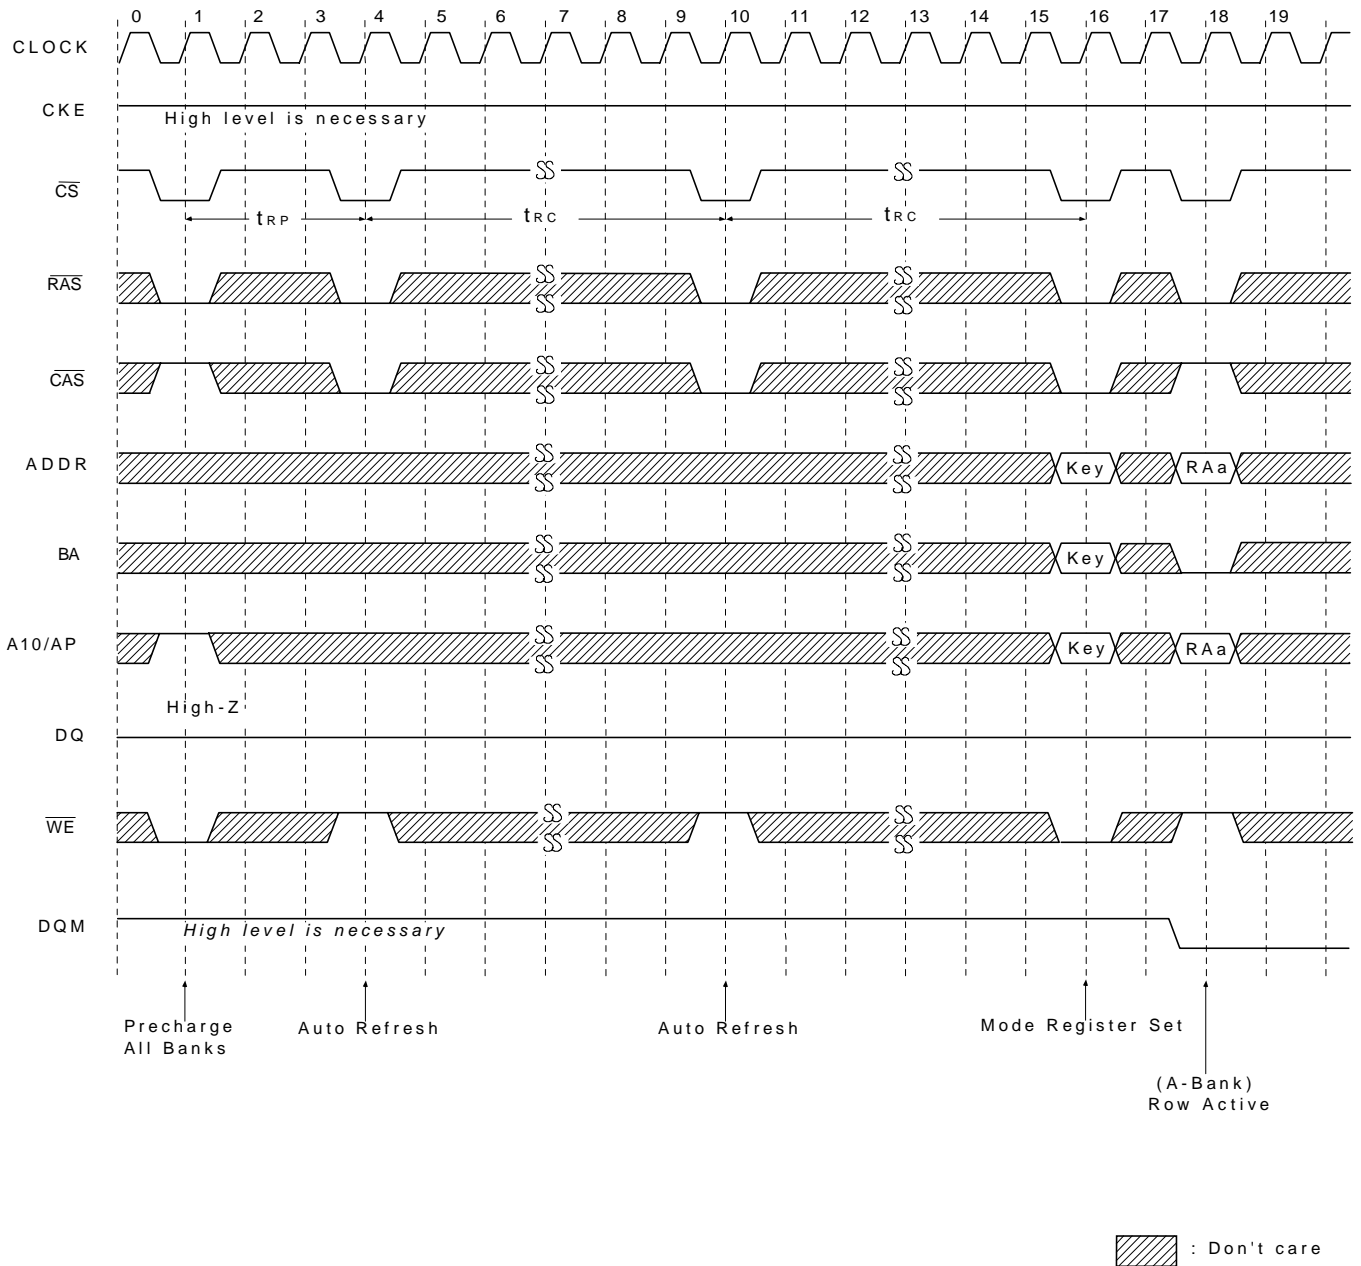 0 1 2 3 4 5 6 7 8 9 10 11 12 13 14 15 16 17 18 19
CLOCK
CKE
High level is necessary
CS
tRP tRC tRC
RAS
CAS
ADDR Key RAa
BA Key
A10/AP Key RAa
High-Z
DQ
WE
DQM
High level is necessary
Precharge
All Banks
Auto Refresh
Auto Refresh
Mode Register Set
(A-Bank)
Row Active
: Don't care